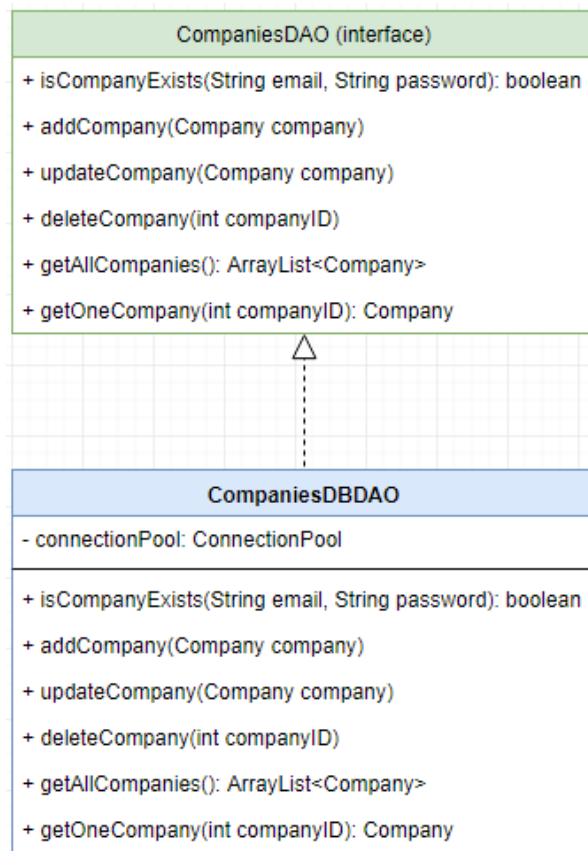 CompaniesDAO (interface)
+ isCompanyExists(String email, String password): boolean
+ addCompany(Company company)
+ updateCompany(Company company)
+ deleteCompany(int companyID)
+ getAllCompanies(): ArrayList<Company>
+ getOneCompany(int companyID): Company
CompaniesDBDAO
- connectionPool: ConnectionPool
+ isCompanyExists(String email, String password): boolean
+ addCompany(Company company)
+ updateCompany(Company company)
+ deleteCompany(int companyID)
+ getAllCompanies(): ArrayList<Company>
+ getOneCompany(int companyID): Company